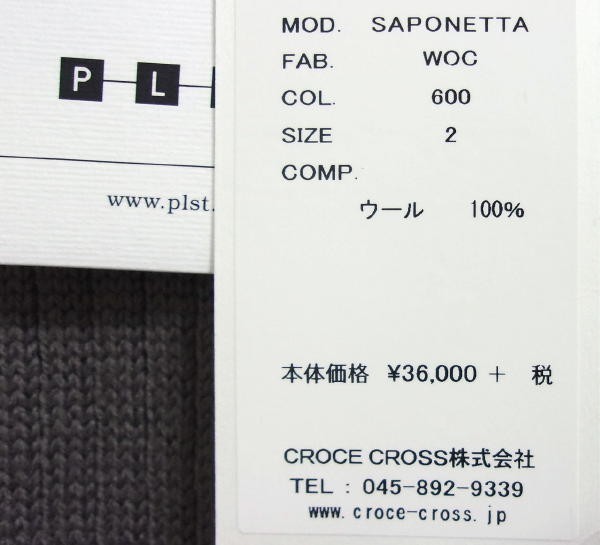 P L
www.plst.
MOD. SAPONETTA
FAB. WOC
COL. 600
SIZE 2
COMP.
ウール 100%
本体価格 ¥36,000 + 税
CROCE CROSS株式会社
TEL : 045-892-9339
www. croce-cross. jp